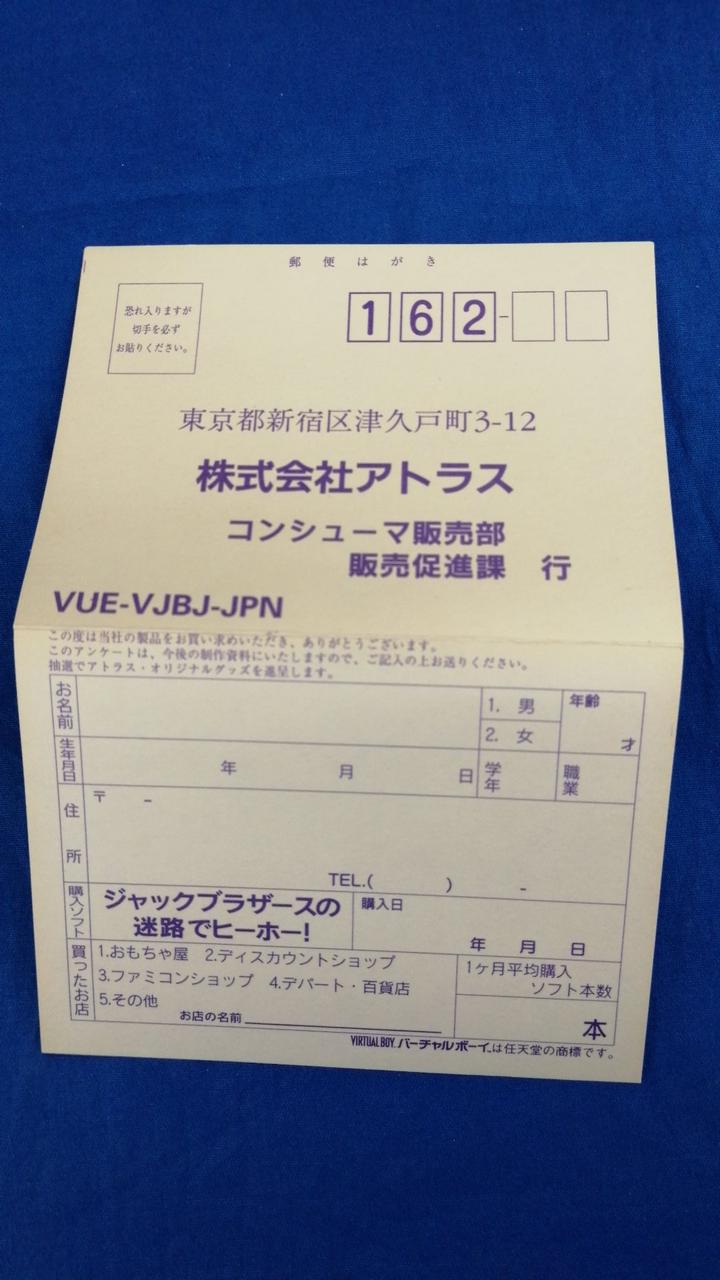 郵便はがき
恐れ入りますが
切手を必ず
お貼りください。
162-
東京都新宿区津久戸町3-12
株式会社アトラス
コンシューマ販売部
販売促進課 行
VUE-VJBJ-JPN
この度は当社の製品をお買い求めいただき、ありがとうございます。
このアンケートは、今後の制作資料にいたしますので、ご記入の上お送りください。
抽選でアトラス・オリジナルグッズを進呈します。
お名前
1. 男
2. 女
年齢
才
生年月日
年 月 日
学年
職業
住所
〒 -
TEL.( ) -
購入ソフト
ジャックブラザースの
迷路でヒーホー!
購入日
年 月 日
買ったお店
1.おもちゃ屋 2.ディスカウントショップ
3.ファミコンショップ 4.デパート・百貨店
5.その他
お店の名前
1ヶ月平均購入
ソフト本数
本
VIRTUAL BOY. バーチャルボーイ.は任天堂の商標です。